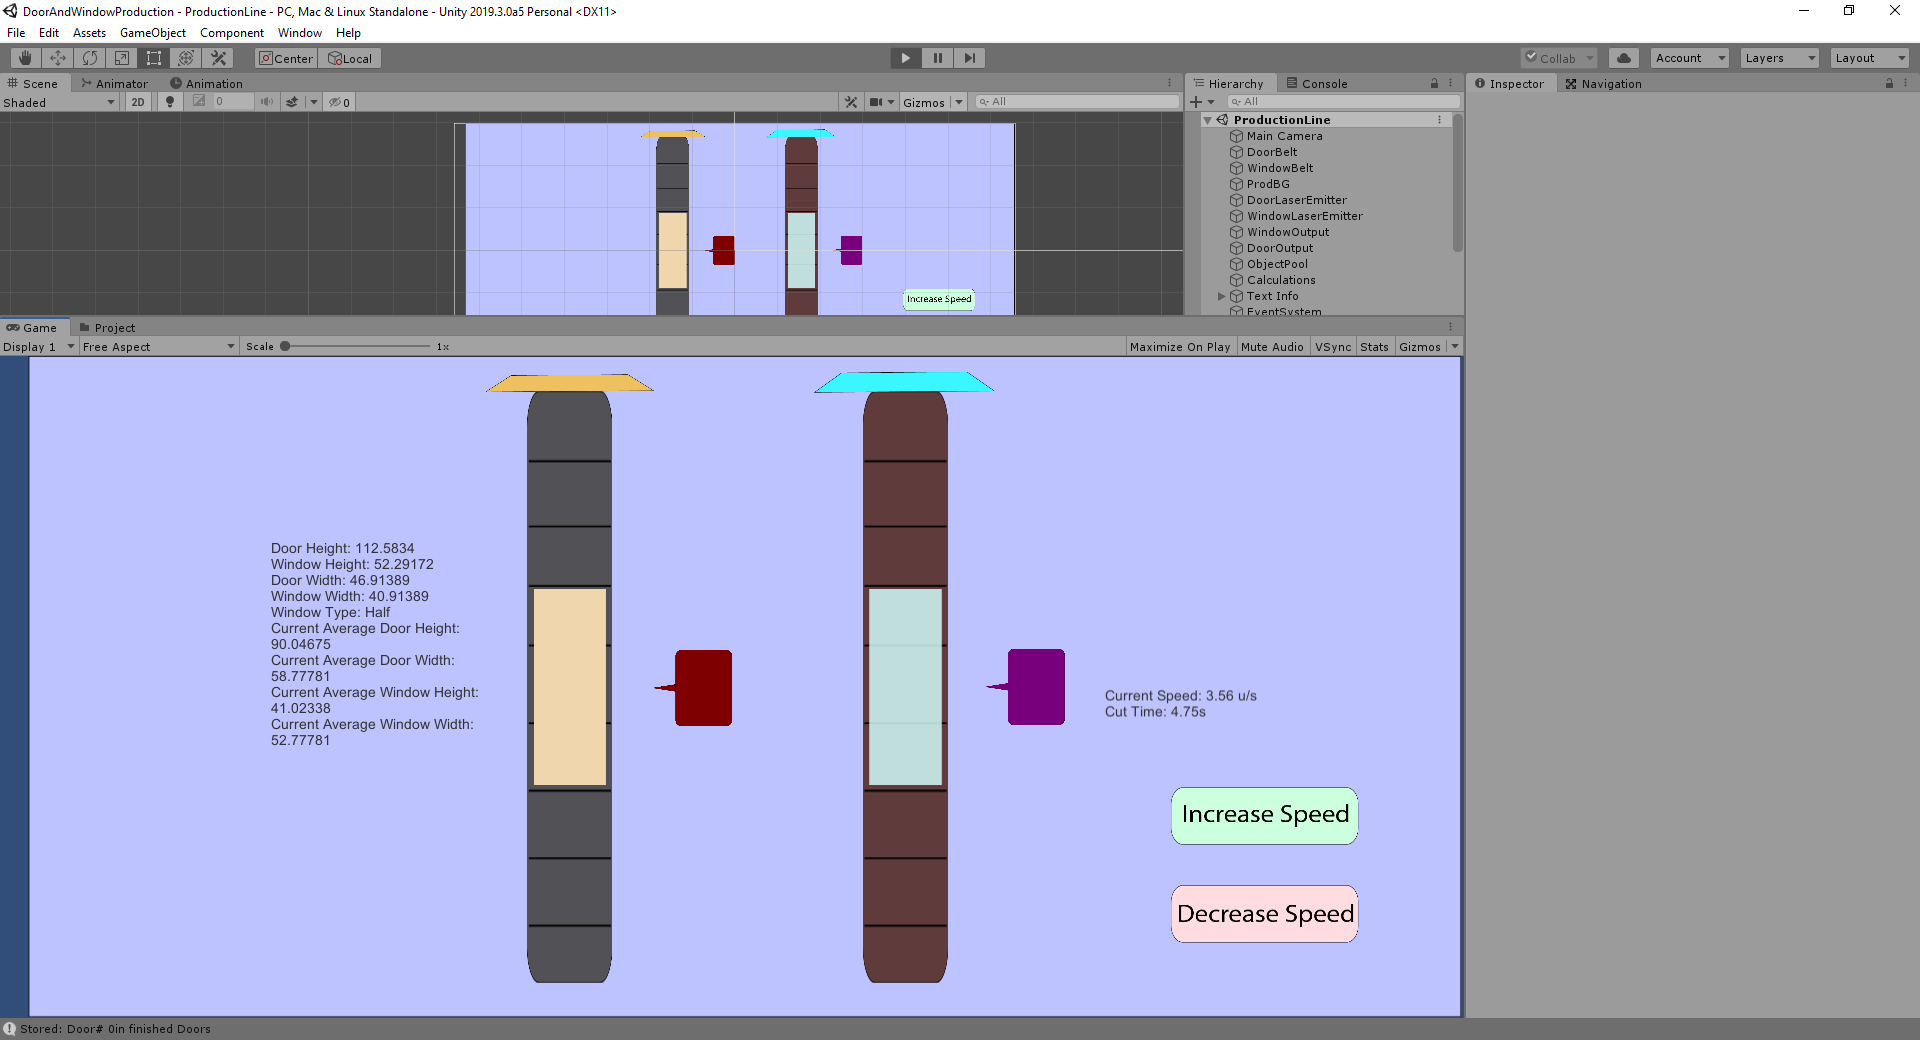 DoorAndWindowProduction - ProductionLine - PC, Mac & Linux Standalone - Unity 2019.3.0a5 Personal <DX11>
File Edit Assets GameObject Component Window Help
Center Local Collab Account Layers Layout
Scene Animator Animation
Shaded 2D 0 0 Gizmos All
Increase Speed
Hierarchy Console
All
ProductionLine
Main Camera
DoorBelt
WindowBelt
ProdBG
DoorLaserEmitter
WindowLaserEmitter
WindowOutput
DoorOutput
ObjectPool
Calculations
Text Info
EventSystem
Inspector Navigation
Game Project
Display 1 Free Aspect Scale 1x Maximize On Play Mute Audio VSync Stats Gizmos
Door Height: 112.5834
Window Height: 52.29172
Door Width: 46.91389
Window Width: 40.91389
Window Type: Half
Current Average Door Height:
90.04675
Current Average Door Width:
58.77781
Current Average Window Height:
41.02338
Current Average Window Width:
52.77781
Current Speed: 3.56 u/s
Cut Time: 4.75s
Increase Speed
Decrease Speed
Stored: Door# 0in finished Doors